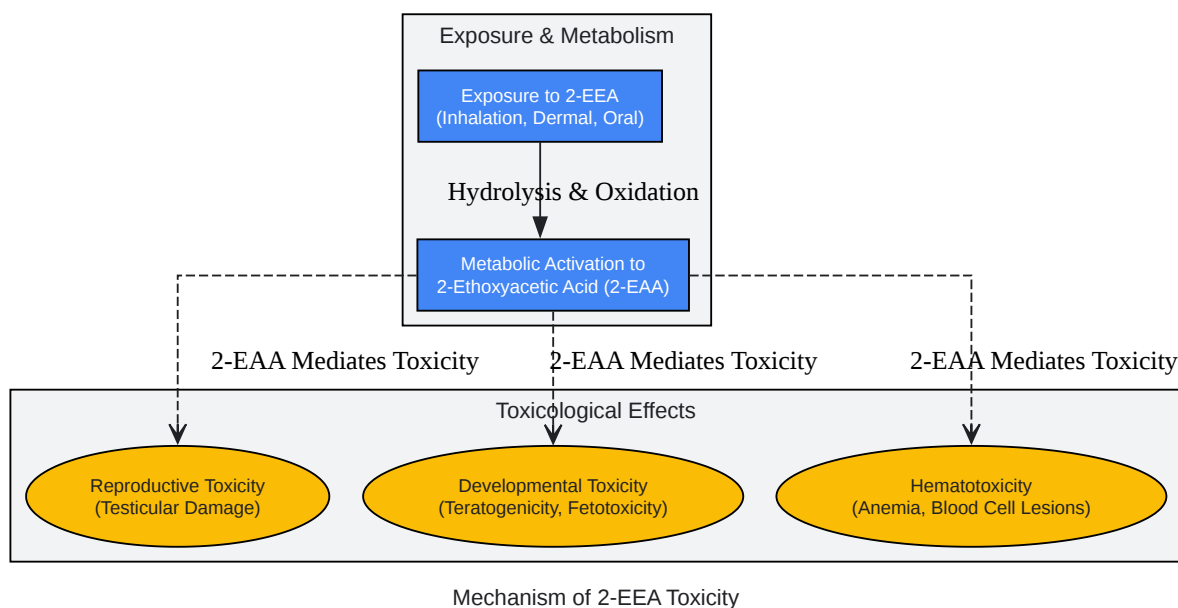 Exposure & Metabolism
Exposure to 2-EEA
(Inhalation, Dermal, Oral)
Hydrolysis & Oxidation
Metabolic Activation to
2-Ethoxyacetic Acid (2-EAA)
2-EAA Mediates Toxicity
2-EAA Mediates Toxicity
2-EAA Mediates Toxicity
Toxicological Effects
Reproductive Toxicity
(Testicular Damage)
Developmental Toxicity
(Teratogenicity, Fetotoxicity)
Hematotoxicity
(Anemia, Blood Cell Lesions)
Mechanism of 2-EEA Toxicity